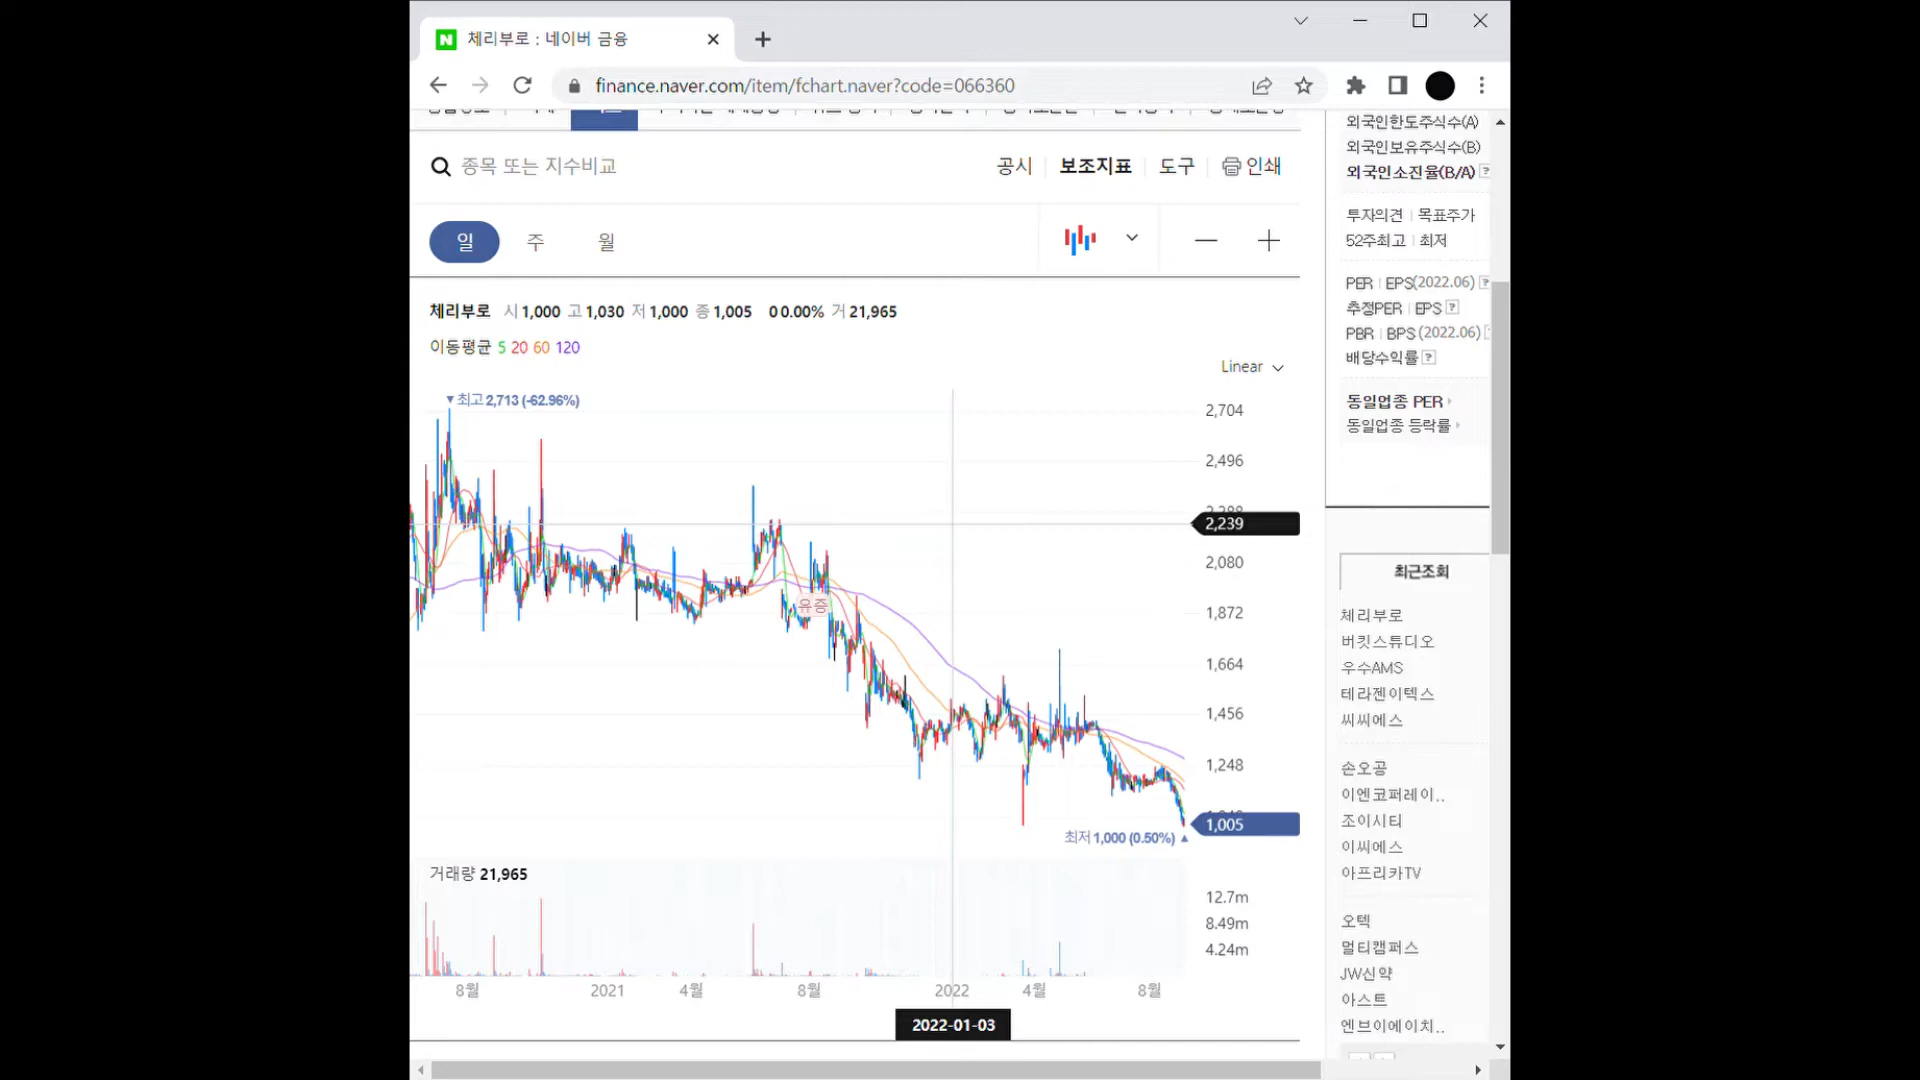 체리부로 : 네이버 금융
finance.naver.com/item/fchart.naver?code=066360
종목 또는 지수비교
공시 보조지표 도구 인쇄
일 주 월
체리부로 시 1,000 고 1,030 저 1,000 종 1,005 0 0.00% 거 21,965
이동평균 5 20 60 120
Linear
최고 2,713 (-62.96%)
2,704
2,496
2,239
2,080
1,872
유증
1,664
1,456
1,248
1,005
최저 1,000 (0.50%)
거래량 21,965
12.7m
8.49m
4.24m
8월 2021 4월 8월 2022 4월 8월
2022-01-03
외국인한도주식수(A)
외국인보유주식수(B)
외국인소진율(B/A) ?
투자의견 | 목표주가
52주최고 | 최저
PER | EPS(2022.06) ?
추정PER | EPS ?
PBR | BPS (2022.06)
배당수익률 ?
동일업종 PER
동일업종 등락률
최근조회
체리부로
버킷스튜디오
우수AMS
테라젠이텍스
씨씨에스
손오공
이엔코퍼레이..
조이시티
이씨에스
아프리카TV
오텍
멀티캠퍼스
JW신약
아스트
엔브이에이치..